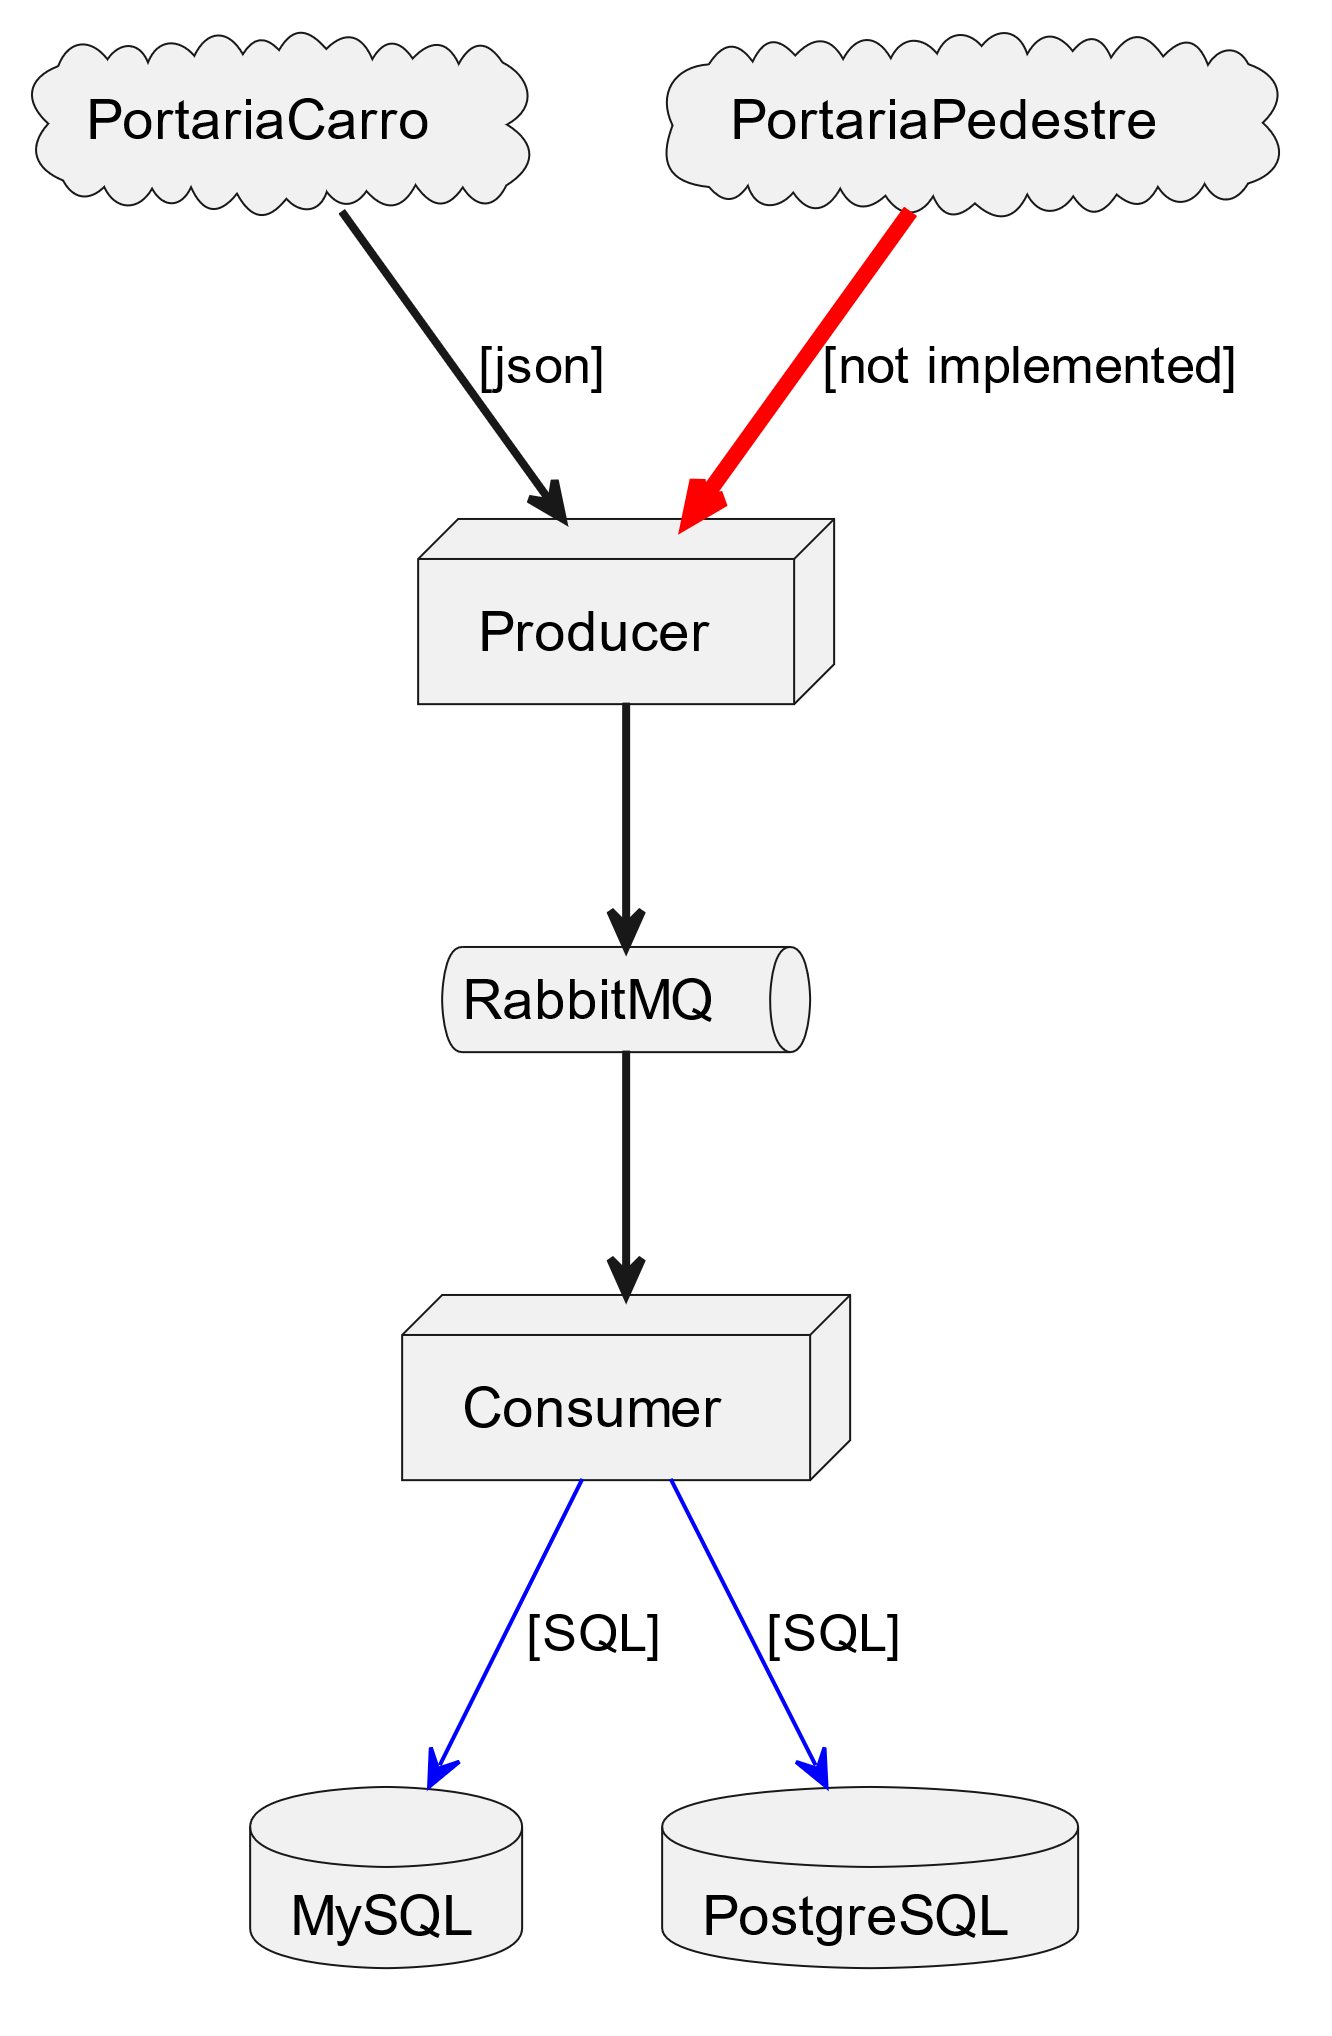 PortariaCarro
PortariaPedestre
[json]
[not implemented]
Producer
RabbitMQ
Consumer
[SQL]
[SQL]
MySQL
PostgreSQL